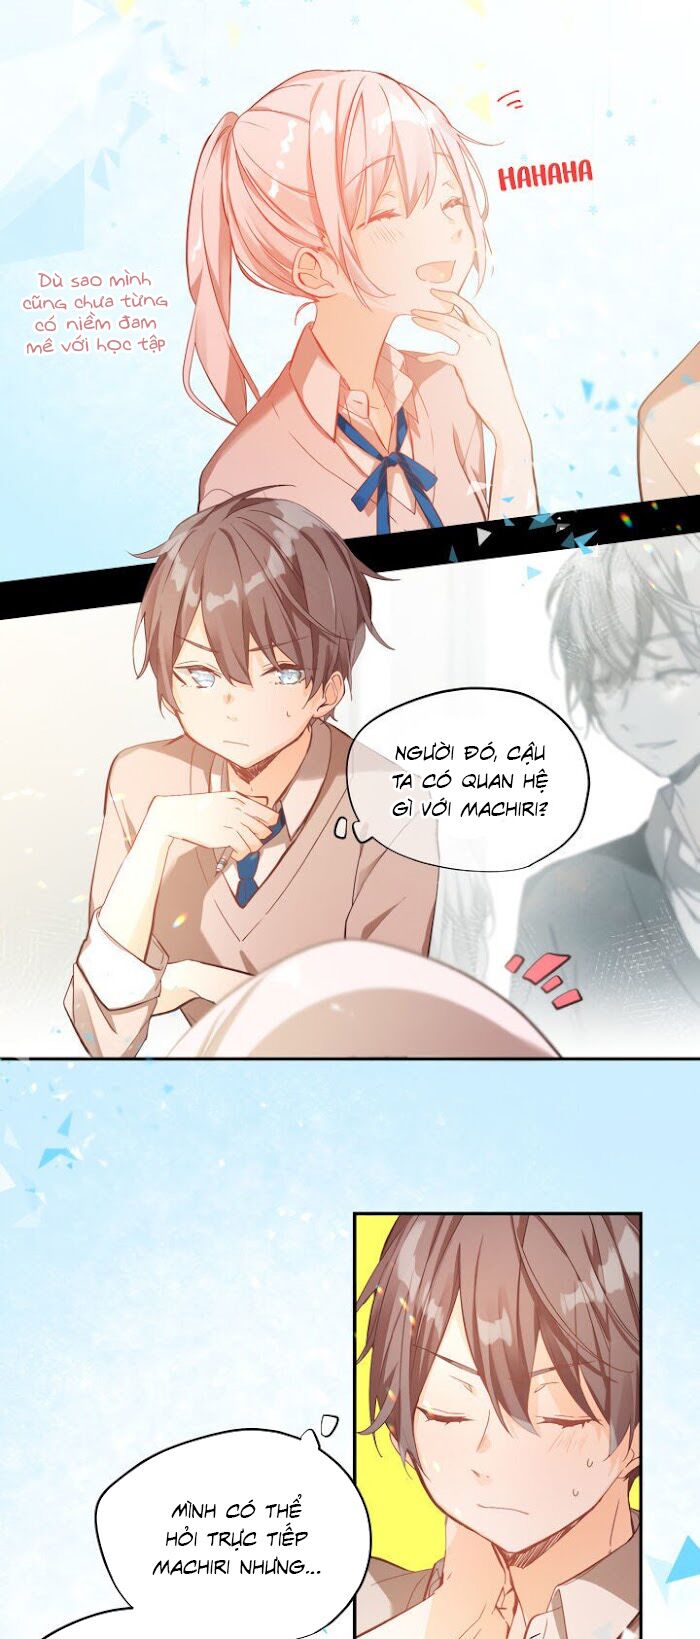 HAHAHA
Dù sao mình
cũng chưa từng
có niềm đam
mê với học tập
NGƯỜI ĐÓ, CẬU
TA CÓ QUAN HỆ
GÌ VỚI MACHIRI?
MÌNH CÓ THỂ
HỎI TRỰC TIẾP
MACHIRI NHƯNG...